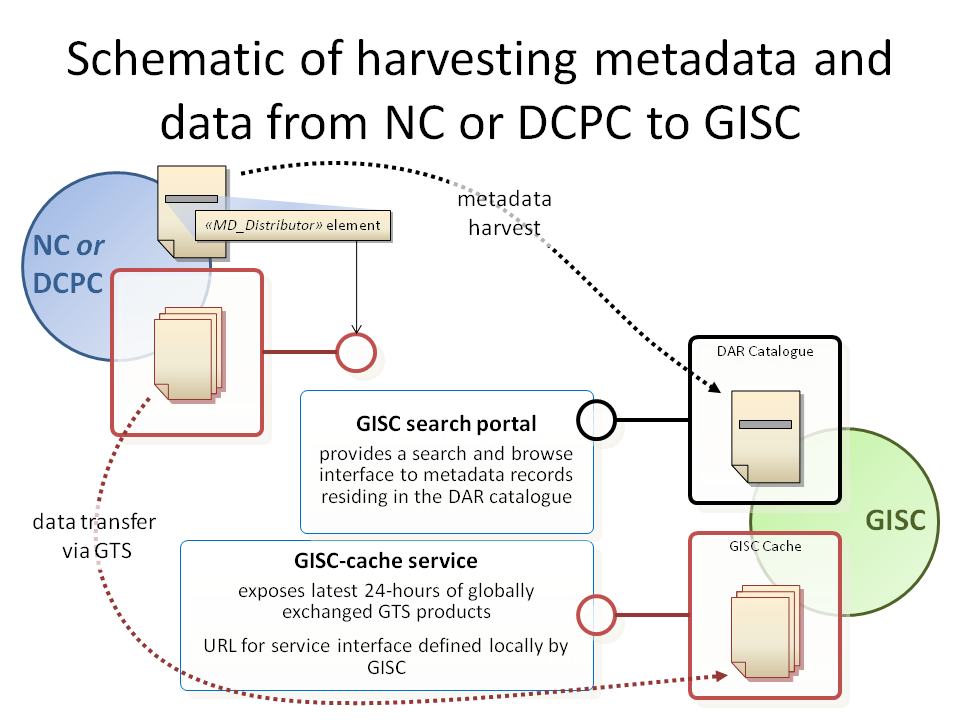 Schematic of harvesting metadata and
data from NC or DCPC to GISC
metadata
harvest
«MD_Distributor» element
NC or
DCPC
DAR Catalogue
GISC search portal
provides a search and browse
interface to metadata records
residing in the DAR catalogue
GISC
data transfer
via GTS
GISC Cache
GISC-cache service
exposes latest 24-hours of globally
exchanged GTS products
URL for service interface defined locally by
GISC